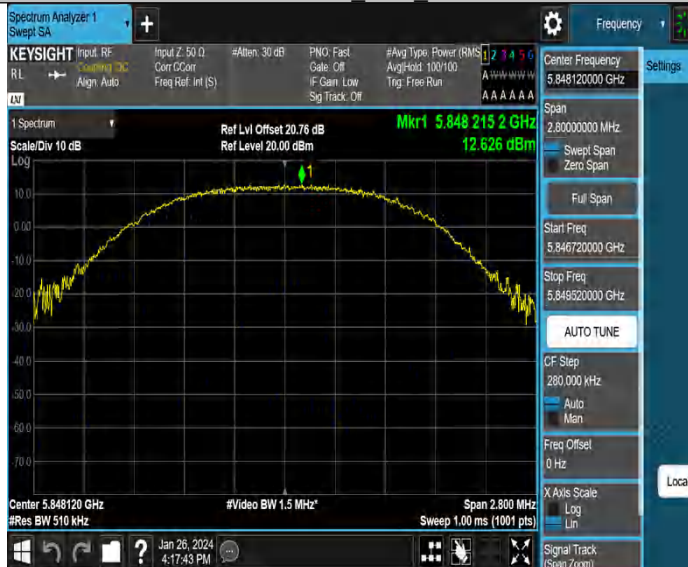 Spectrum Analyzer 1
Swept SA
+
Frequency
KEYSIGHT
RL
Input: RF
Coupling: DC
Align: Auto
Input Z: 50 Ω
Corr CCorr
Freq Ref: Int (S)
#Atten: 30 dB
PNO: Fast
Gate: Off
IF Gain: Low
Sig Track: Off
#Avg Type: Power (RMS
Avg|Hold: 100/100
Trig: Free Run
1 2 3 4 5 6
A W W W W W
A A A A A A
LXI
1 Spectrum
Scale/Div 10 dB
Ref Lvl Offset 20.76 dB
Ref Level 20.00 dBm
Mkr1 5.848 215 2 GHz
12.626 dBm
Log
1
10.0
0.00
-10.0
-20.0
-30.0
-40.0
-50.0
-60.0
-70.0
Center 5.848120 GHz
#Res BW 510 kHz
#Video BW 1.5 MHz*
Span 2.800 MHz
Sweep 1.00 ms (1001 pts)
Jan 26, 2024
4:17:43 PM
Center Frequency
5.848120000 GHz
Settings
Span
2.80000000 MHz
Swept Span
Zero Span
Full Span
Start Freq
5.846720000 GHz
Stop Freq
5.849520000 GHz
AUTO TUNE
CF Step
280.000 kHz
Auto
Man
Freq Offset
0 Hz
X Axis Scale
Log
Lin
Loca
Signal Track
(Span Zoom)